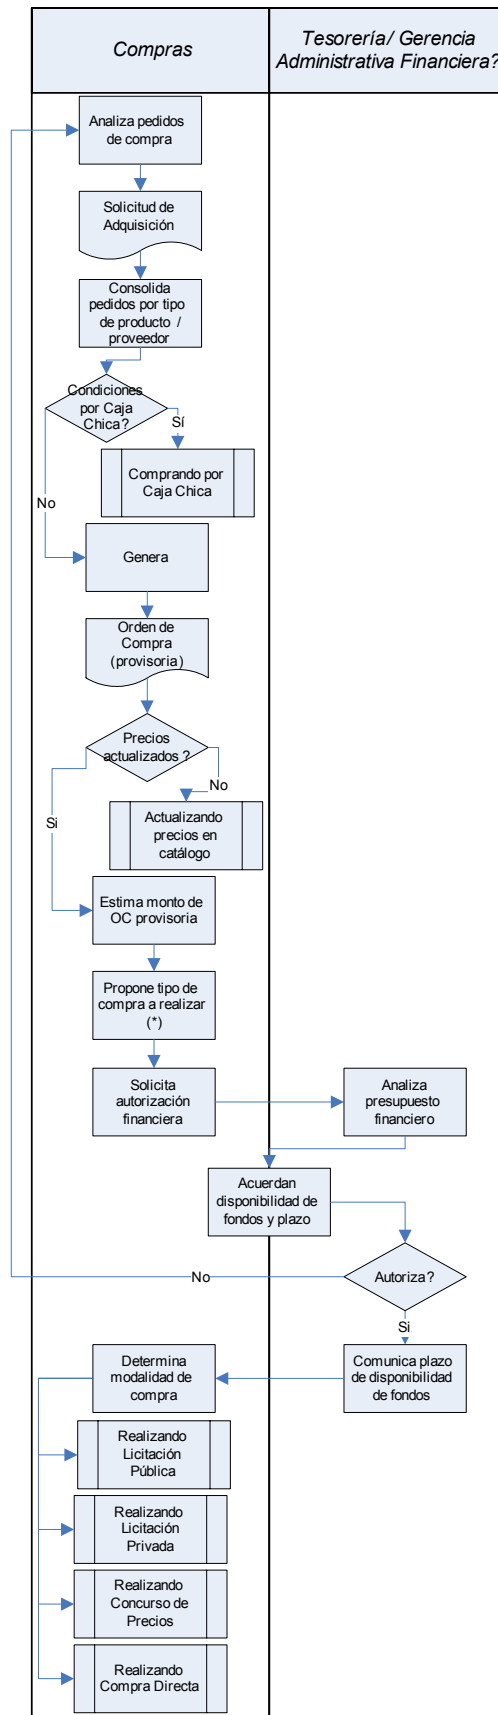 Compras
Tesorería/ Gerencia
Administrativa Financiera?
Analiza pedidos
de compra
Solicitud de
Adquisición
Consolida
pedidos por tipo
de producto /
proveedor
Condiciones
por Caja
Chica?
Sí
No
Comprando por
Caja Chica
Genera
Orden de
Compra
(provisoria)
Precios
actualizados ?
No
Si
Actualizando
precios en
catálogo
Estima monto de
OC provisoria
Propone tipo de
compra a realizar
(*)
Solicita
autorización
financiera
Analiza
presupuesto
financiero
Acuerdan
disponibilidad de
fondos y plazo
Autoriza?
No
Si
Determina
modalidad de
compra
Comunica plazo
de disponibilidad
de fondos
Realizando
Licitación
Pública
Realizando
Licitación
Privada
Realizando
Concurso de
Precios
Realizando
Compra Directa